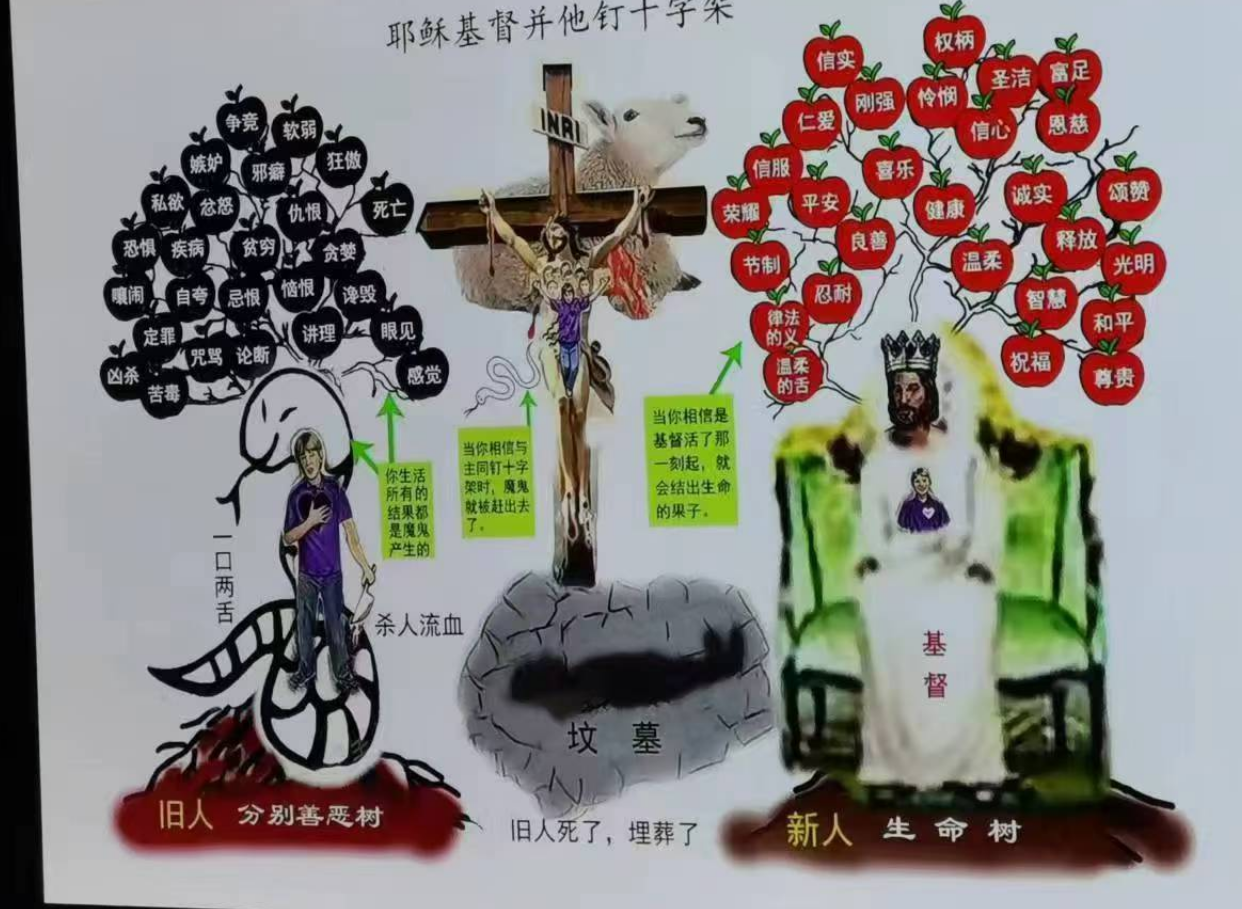 耶稣基督并他钉十字架
争竞
软弱
嫉妒
邪癖
狂傲
私欲
忿怒
仇恨
死亡
恐惧
疾病
贫穷
贪婪
嚷闹
自夸
忌恨
恼恨
谗毁
定罪
咒骂
论断
讲理
眼见
凶杀
苦毒
感觉
一口两舌
杀人流血
你生活
所有的
结果都
是魔鬼
产生的
旧人 分别善恶树
INRI
当你相信与
主同钉十字
架时，魔鬼
就被赶出去
了。
坟墓
旧人死了，埋葬了
当你相信是
基督活了那
一刻起，就
会结出生命
的果子。
权柄
信实
圣洁
富足
刚强
怜悯
仁爱
信心
恩慈
信服
喜乐
荣耀
平安
健康
诚实
颂赞
良善
释放
节制
温柔
光明
忍耐
智慧
律法
的义
和平
祝福
温柔
的舌
尊贵
基
督
新人 生命树